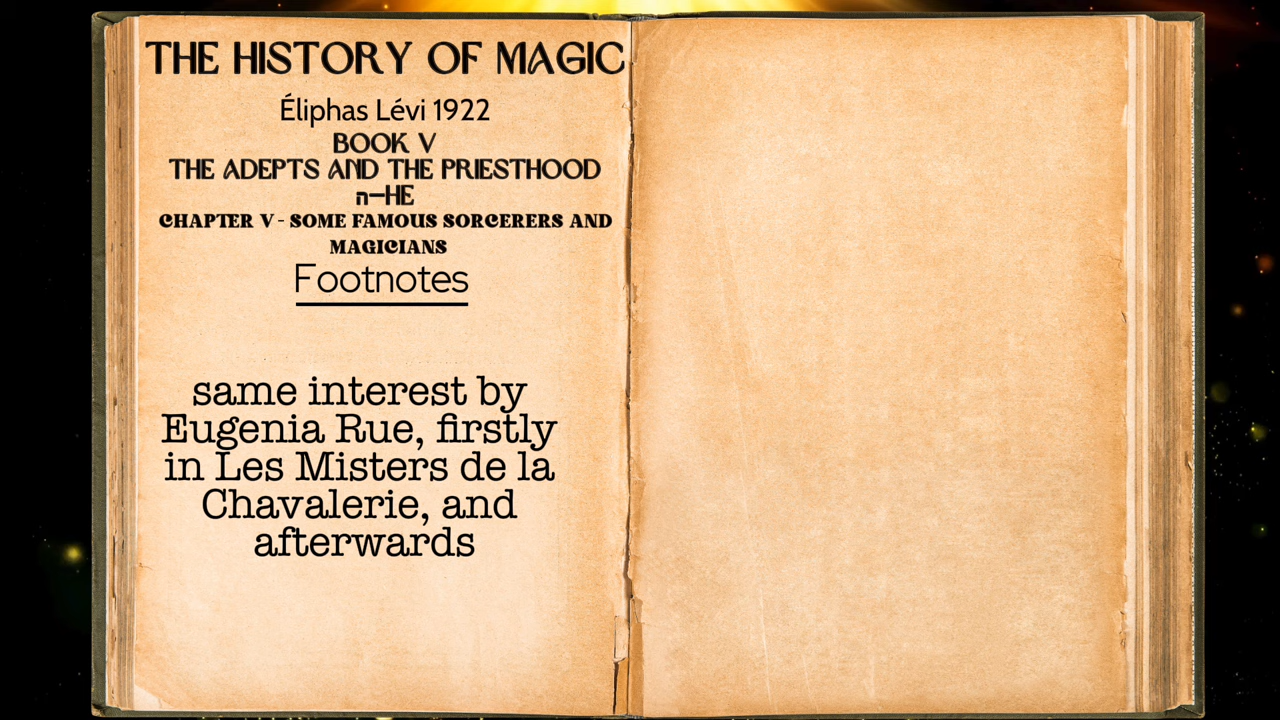 THE HISTORY OF MAGIC
Éliphas Lévi 1922
BOOK V
THE ADEPTS AND THE PRIESTHOOD
ה—HE
CHAPTER V - SOME FAMOUS SORCERERS AND
MAGICIANS
Footnotes
same interest by
Eugenia Rue, firstly
in Les Misters de la
Chavalerie, and
afterwards